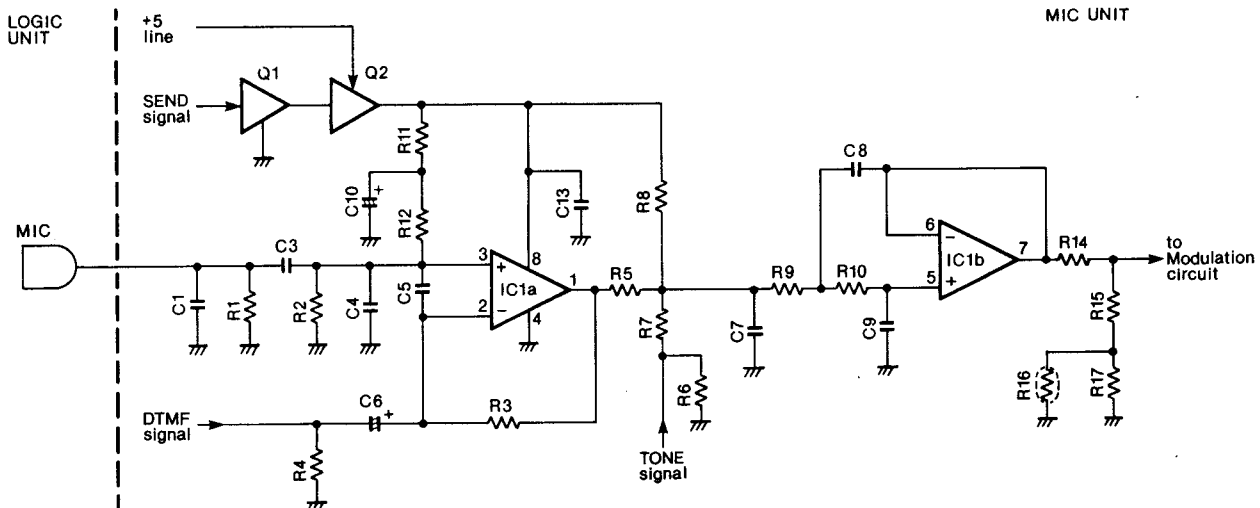 LOGIC
UNIT
+5
line
MIC UNIT
Q1
Q2
SEND
signal
R11
C10
+
R12
C13
R8
C8
MIC
C3
3
+
8
IC1a
1
2
-
4
C1
R1
R2
C4
C5
R5
R7
C7
R9
R10
C9
6
-
IC1b
7
5
+
R14
to
Modulation
circuit
R15
R16
R17
DTMF
signal
R4
C6
+
R3
R6
TONE
signal